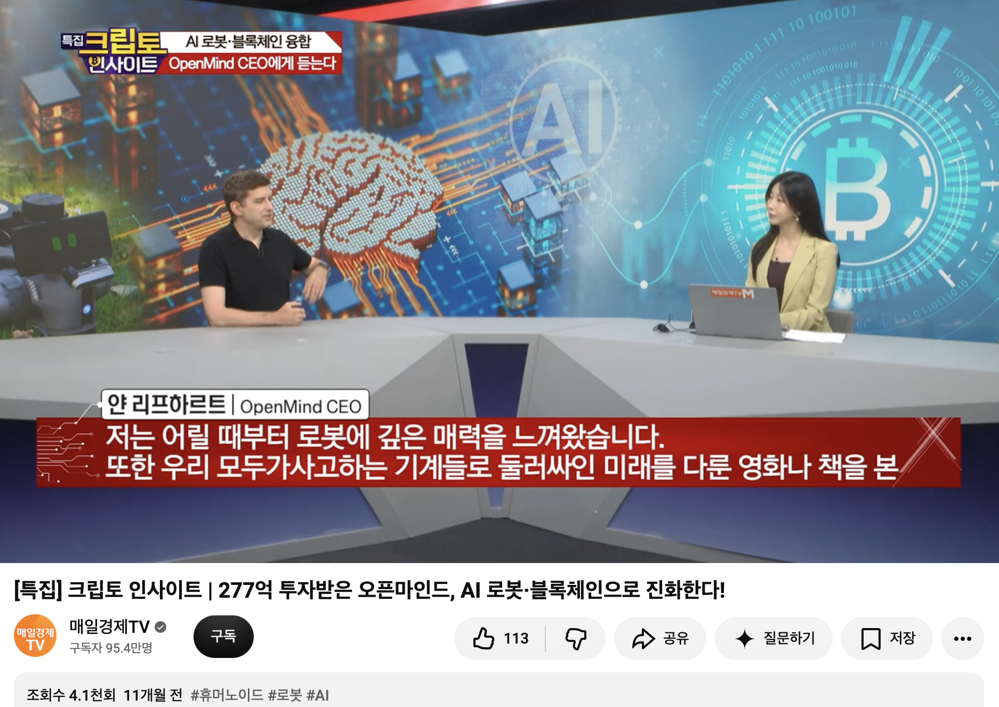 특집 크립토 인사이트
AI 로봇·블록체인 융합
OpenMind CEO에게 듣는다
AI
매일경제TV M
얀 리프하르트 | OpenMind CEO
저는 어릴 때부터 로봇에 깊은 매력을 느껴왔습니다.
또한 우리 모두가사고하는 기계들로 둘러싸인 미래를 다룬 영화나 책을 본
[특집] 크립토 인사이트 | 277억 투자받은 오픈마인드, AI 로봇·블록체인으로 진화한다!
매일경제 TV
매일경제TV
구독자 95.4만명
구독
113
공유
질문하기
저장
조회수 4.1천회 11개월 전 #휴머노이드 #로봇 #AI